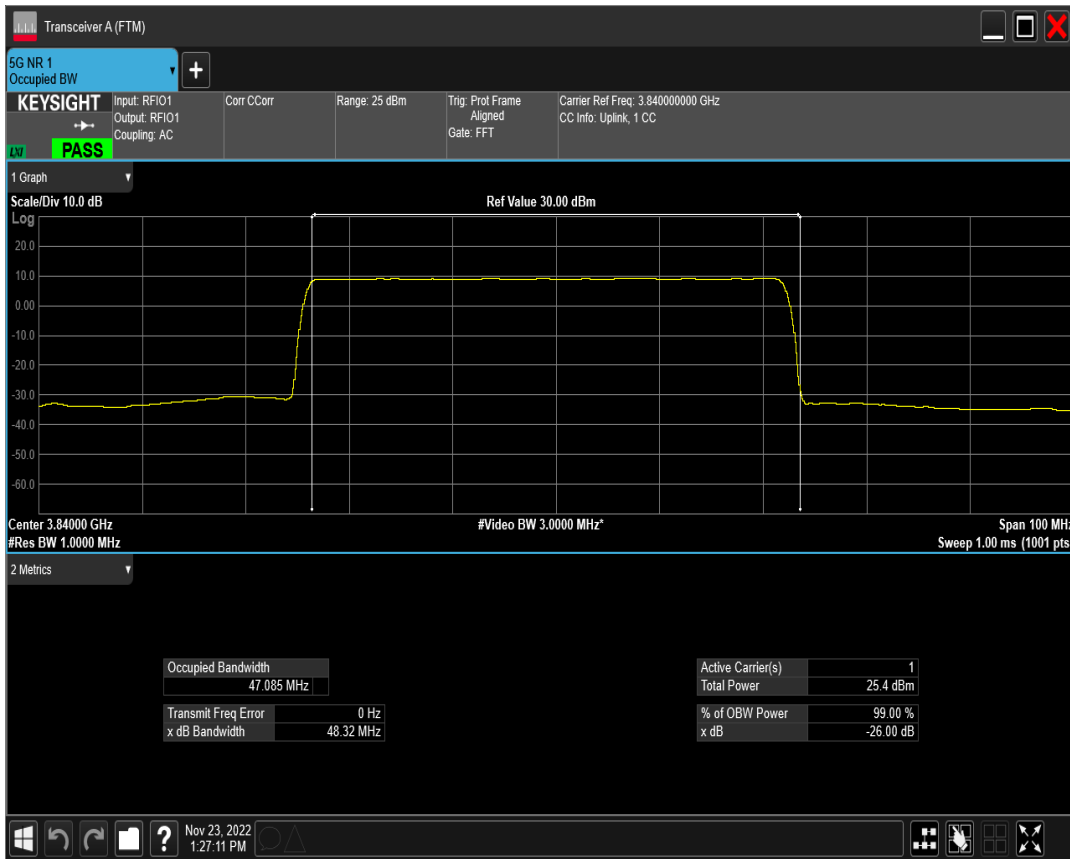 Transceiver A (FTM)
5G NR 1
Occupied BW
+
KEYSIGHT
LXI
PASS
Input: RFIO1
Output: RFIO1
Coupling: AC
Corr CCorr
Range: 25 dBm
Trig: Prot Frame
Aligned
Gate: FFT
Carrier Ref Freq: 3.840000000 GHz
CC Info: Uplink, 1 CC
1 Graph
Scale/Div 10.0 dB
Ref Value 30.00 dBm
Log
20.0
10.0
0.00
-10.0
-20.0
-30.0
-40.0
-50.0
-60.0
Center 3.84000 GHz
#Video BW 3.0000 MHz*
Span 100 MHz
#Res BW 1.0000 MHz
Sweep 1.00 ms (1001 pts
2 Metrics
Occupied Bandwidth
47.085 MHz
Active Carrier(s) 1
Total Power 25.4 dBm
Transmit Freq Error 0 Hz
x dB Bandwidth 48.32 MHz
% of OBW Power 99.00 %
x dB -26.00 dB
?
Nov 23, 2022
1:27:11 PM